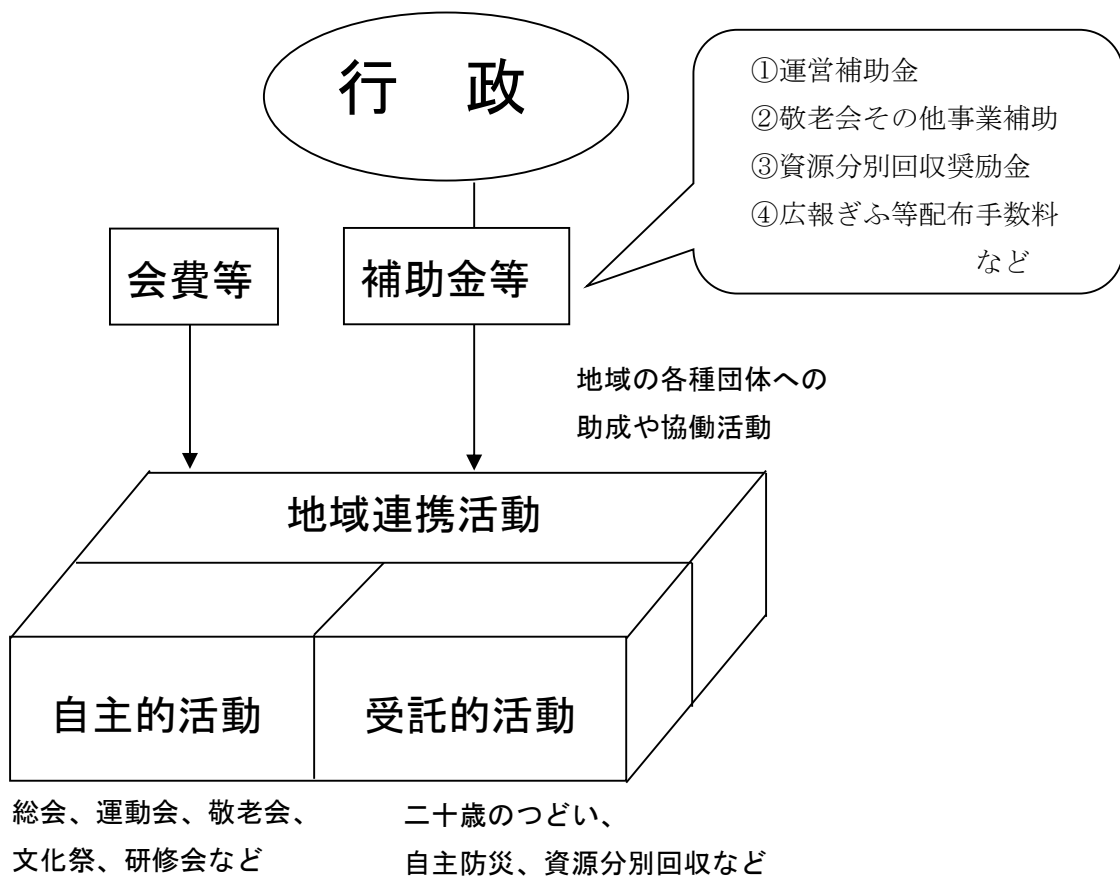 行 政
①運営補助金
②敬老会その他事業補助
③資源分別回収奨励金
④広報ぎふ等配布手数料
など
会費等
補助金等
地域の各種団体への
助成や協働活動
地域連携活動
自主的活動
受託的活動
総会、運動会、敬老会、
文化祭、研修会など
二十歳のつどい、
自主防災、資源分別回収など